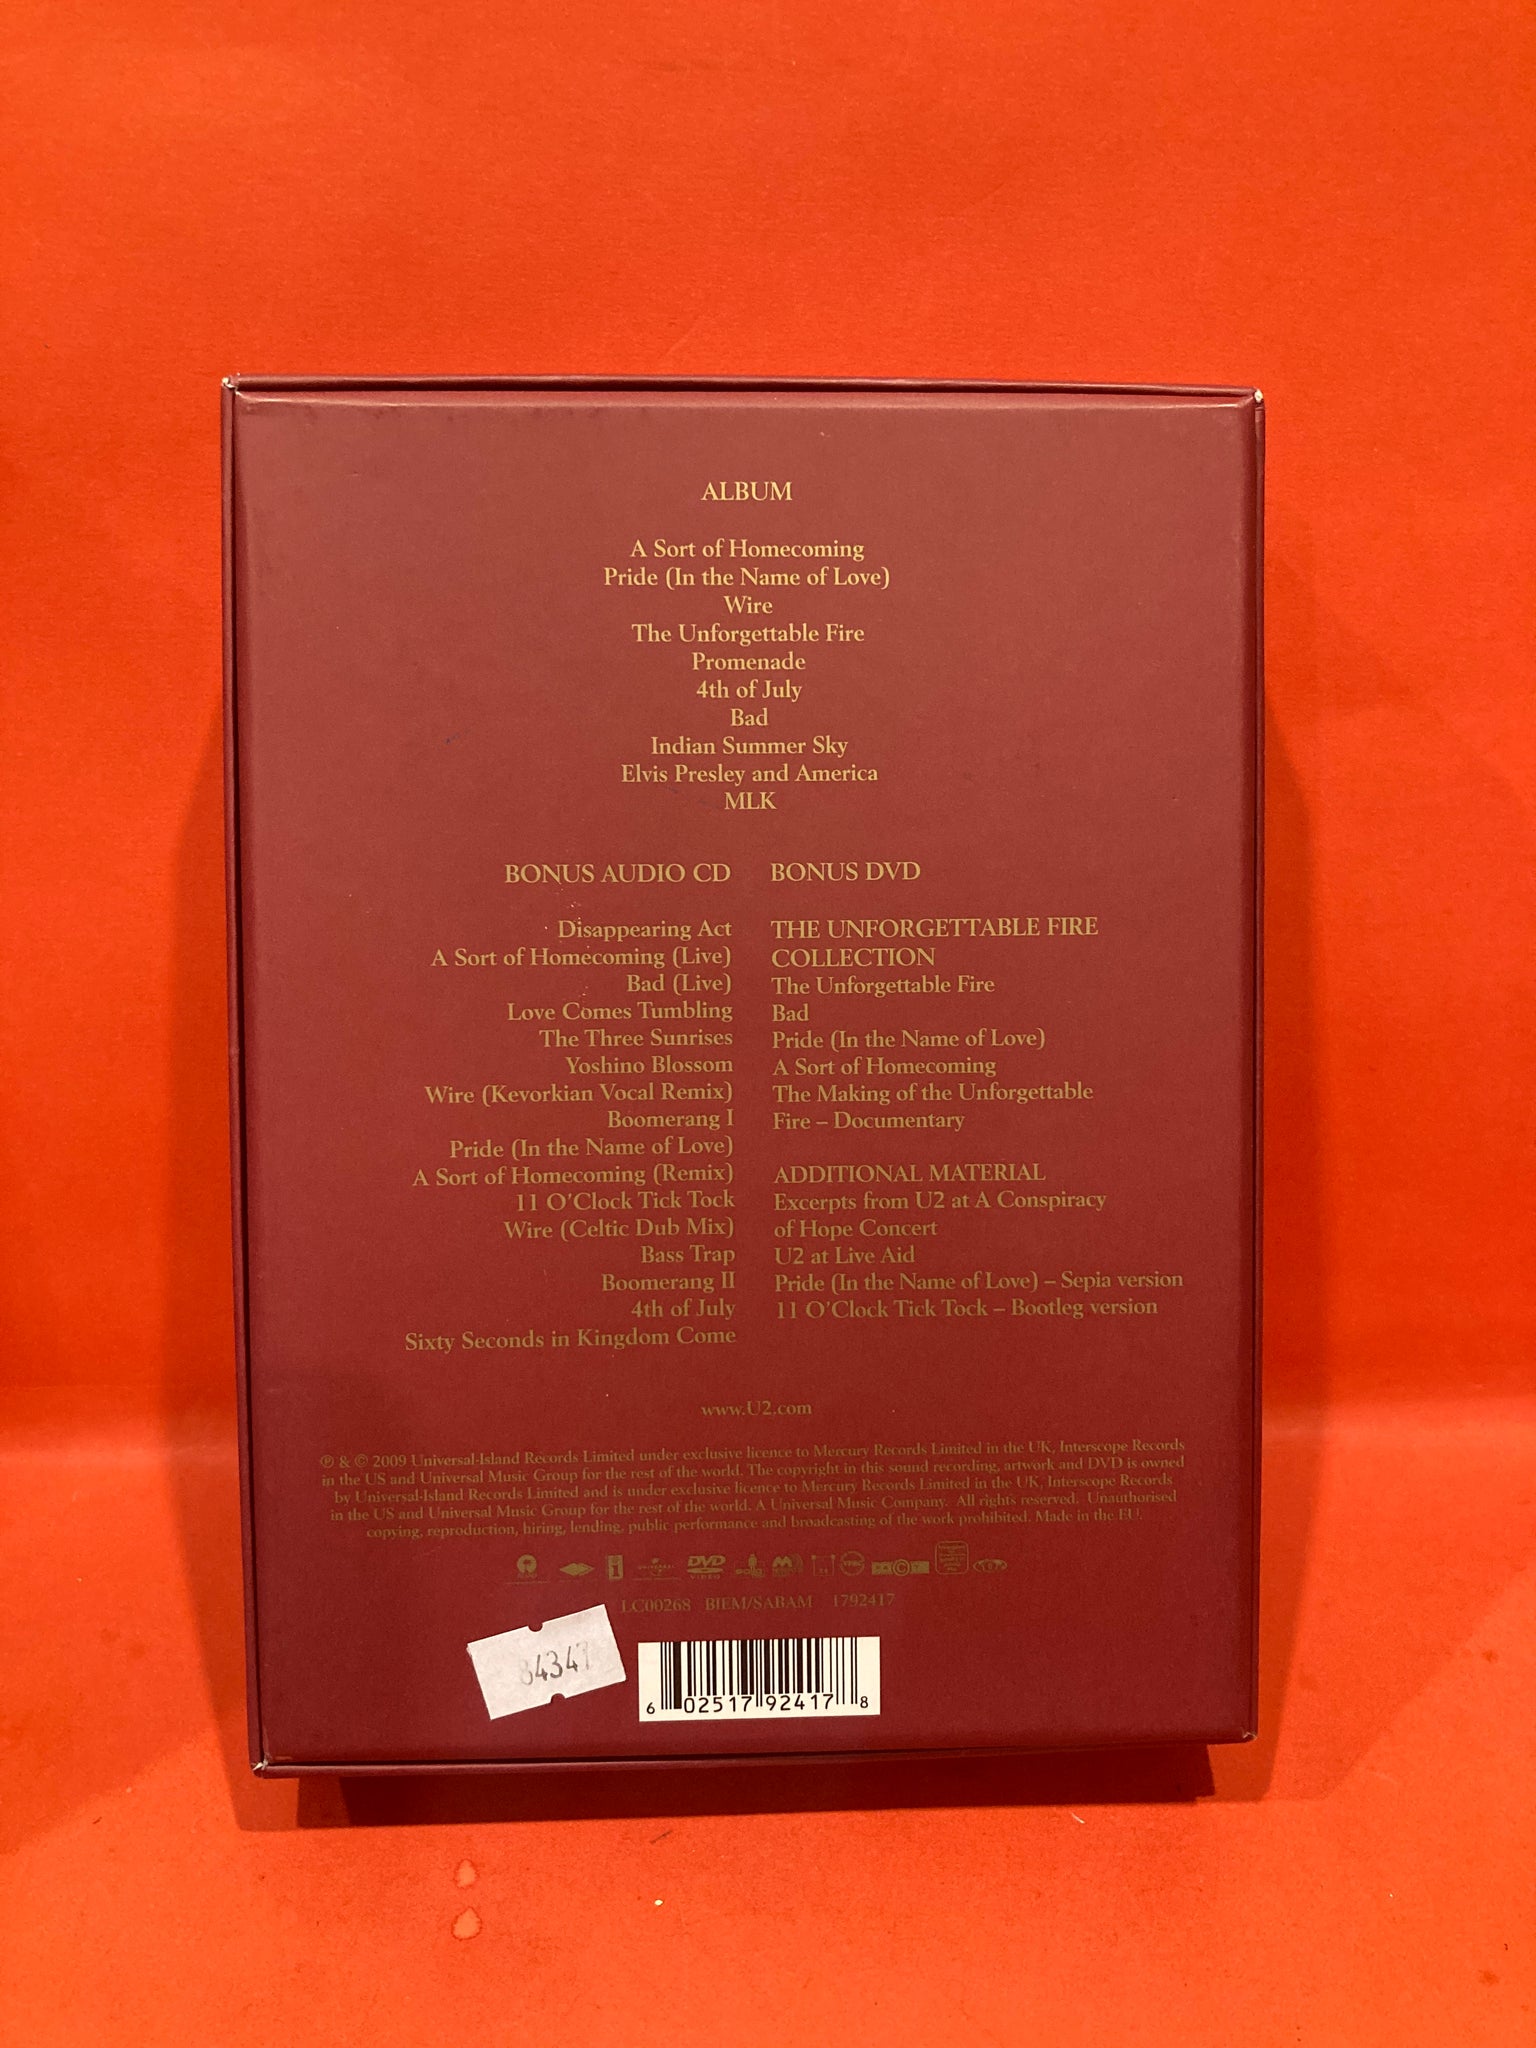 ALBUM
A Sort of Homecoming
Pride (In the Name of Love)
Wire
The Unforgettable Fire
Promenade
4th of July
Bad
Indian Summer Sky
Elvis Presley and America
MLK
BONUS AUDIO CD
Disappearing Act
A Sort of Homecoming (Live)
Bad (Live)
Love Comes Tumbling
The Three Sunrises
Yoshino Blossom
Wire (Kevorkian Vocal Remix)
Boomerang I
Pride (In the Name of Love)
A Sort of Homecoming (Remix)
11 O'Clock Tick Tock
Wire (Celtic Dub Mix)
Bass Trap
Boomerang II
4th of July
Sixty Seconds in Kingdom Come
BONUS DVD
THE UNFORGETTABLE FIRE
COLLECTION
The Unforgettable Fire
Bad
Pride (In the Name of Love)
A Sort of Homecoming
The Making of the Unforgettable
Fire – Documentary
ADDITIONAL MATERIAL
Excerpts from U2 at A Conspiracy
of Hope Concert
U2 at Live Aid
Pride (In the Name of Love) – Sepia version
11 O'Clock Tick Tock – Bootleg version
www.U2.com
℗ & © 2009 Universal-Island Records Limited under exclusive licence to Mercury Records Limited in the UK, Interscope Records
in the US and Universal Music Group for the rest of the world. The copyright in this sound recording, artwork and DVD is owned
by Universal-Island Records Limited and is under exclusive licence to Mercury Records Limited in the UK, Interscope Records
in the US and Universal Music Group for the rest of the world. A Universal Music Company. All rights reserved. Unauthorised
copying, reproduction, hiring, lending, public performance and broadcasting of the work prohibited. Made in the EU.
UNIVERSAL DVD VIDEO
LC00268 BIEM/SABAM 1792417
84347
6 02517 92417 8